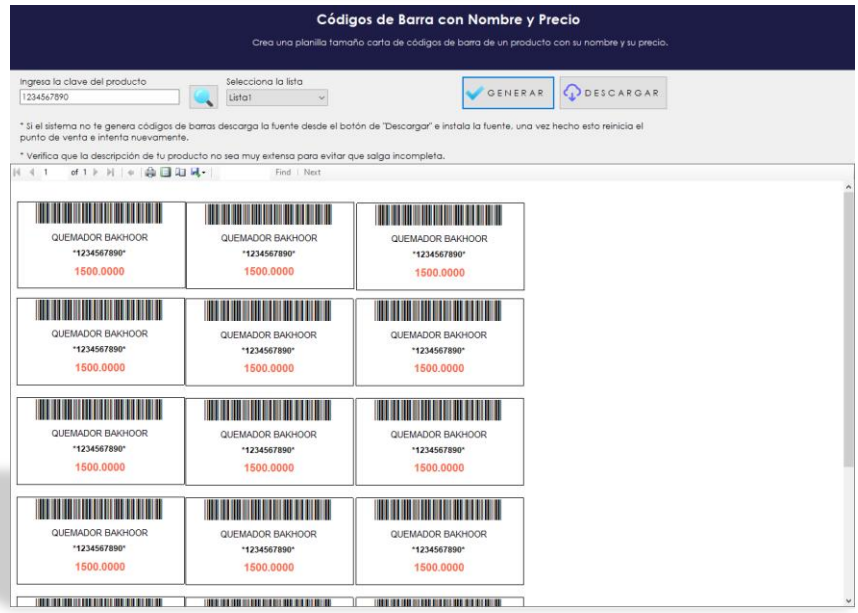 Códigos de Barra con Nombre y Precio
Crea una planilla tamaño carta de códigos de barra de un producto con su nombre y su precio.
Ingresa la clave del producto
Selecciona la lista
1234567890
Lista1
GENERAR
DESCARGAR
* Si el sistema no te genera códigos de barras descarga la fuente desde el botón de "Descargar" e instala la fuente, una vez hecho esto reinicia el
punto de venta e intenta nuevamente.
* Verifica que la descripción de tu producto no sea muy extensa para evitar que salga incompleta.
1 of 1 Find | Next
QUEMADOR BAKHOOR QUEMADOR BAKHOOR QUEMADOR BAKHOOR
*1234567890* *1234567890* *1234567890*
1500.0000 1500.0000 1500.0000
QUEMADOR BAKHOOR QUEMADOR BAKHOOR QUEMADOR BAKHOOR
*1234567890* *1234567890* *1234567890*
1500.0000 1500.0000 1500.0000
QUEMADOR BAKHOOR QUEMADOR BAKHOOR QUEMADOR BAKHOOR
*1234567890* *1234567890* *1234567890*
1500.0000 1500.0000 1500.0000
QUEMADOR BAKHOOR QUEMADOR BAKHOOR QUEMADOR BAKHOOR
*1234567890* *1234567890* *1234567890*
1500.0000 1500.0000 1500.0000